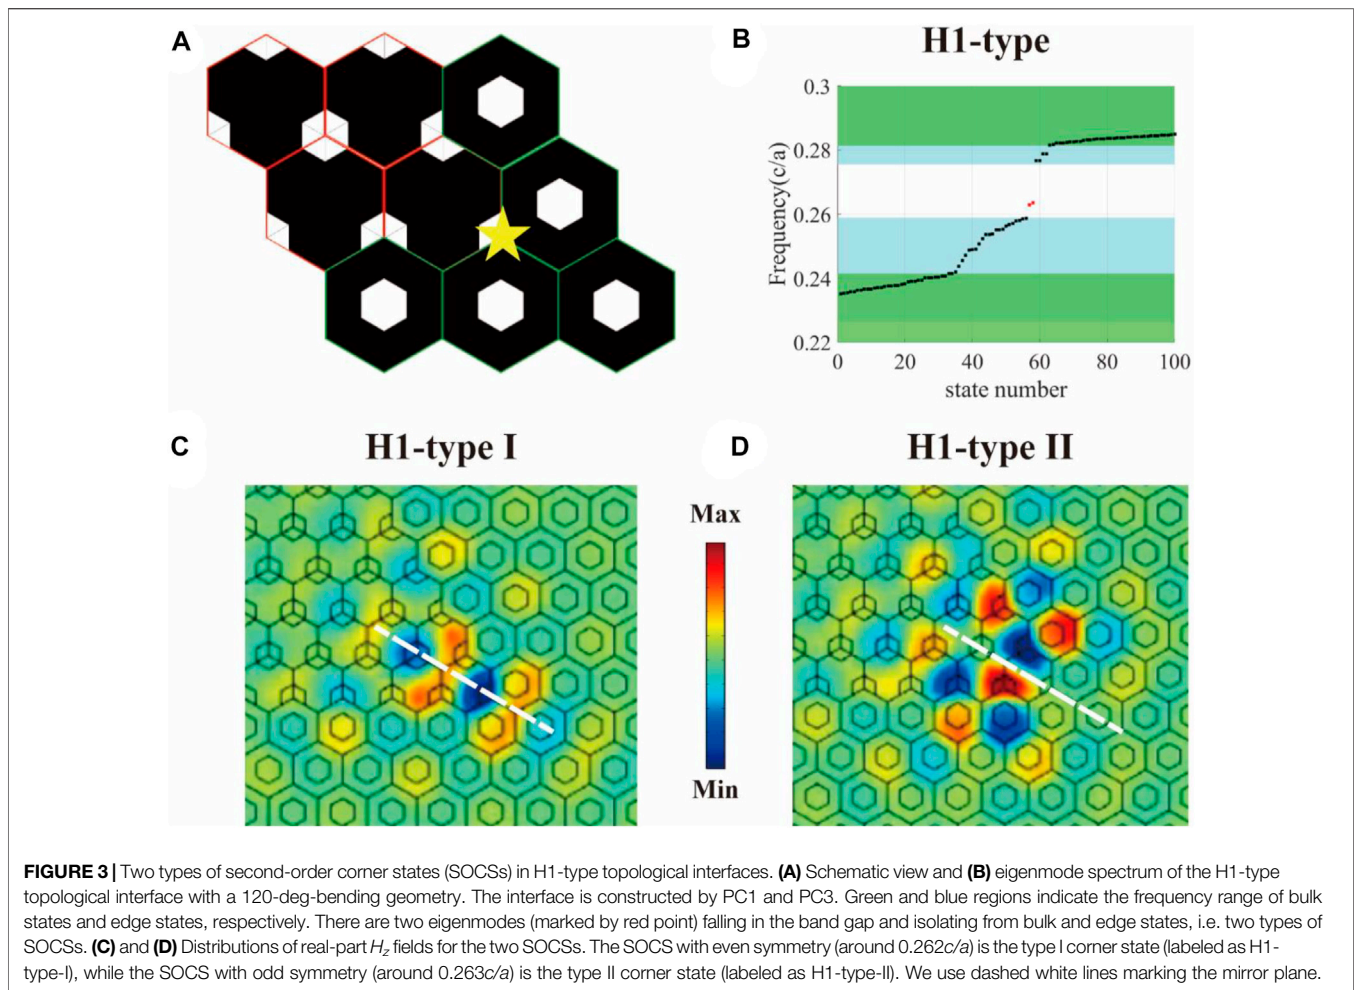 A
B
H1-type
Frequency(c/a)
0.3
0.28
0.26
0.24
0.22
0
20
40
60
80
100
state number
C
H1-type I
D
H1-type II
Max
Min
FIGURE 3 | Two types of second-order corner states (SOCSs) in H1-type topological interfaces. (A) Schematic view and (B) eigenmode spectrum of the H1-type
topological interface with a 120-deg-bending geometry. The interface is constructed by PC1 and PC3. Green and blue regions indicate the frequency range of bulk
states and edge states, respectively. There are two eigenmodes (marked by red point) falling in the band gap and isolating from bulk and edge states, i.e. two types of
SOCSs. (C) and (D) Distributions of real-part Hz fields for the two SOCSs. The SOCS with even symmetry (around 0.262c/a) is the type I corner state (labeled as H1-
type-I), while the SOCS with odd symmetry (around 0.263c/a) is the type II corner state (labeled as H1-type-II). We use dashed white lines marking the mirror plane.